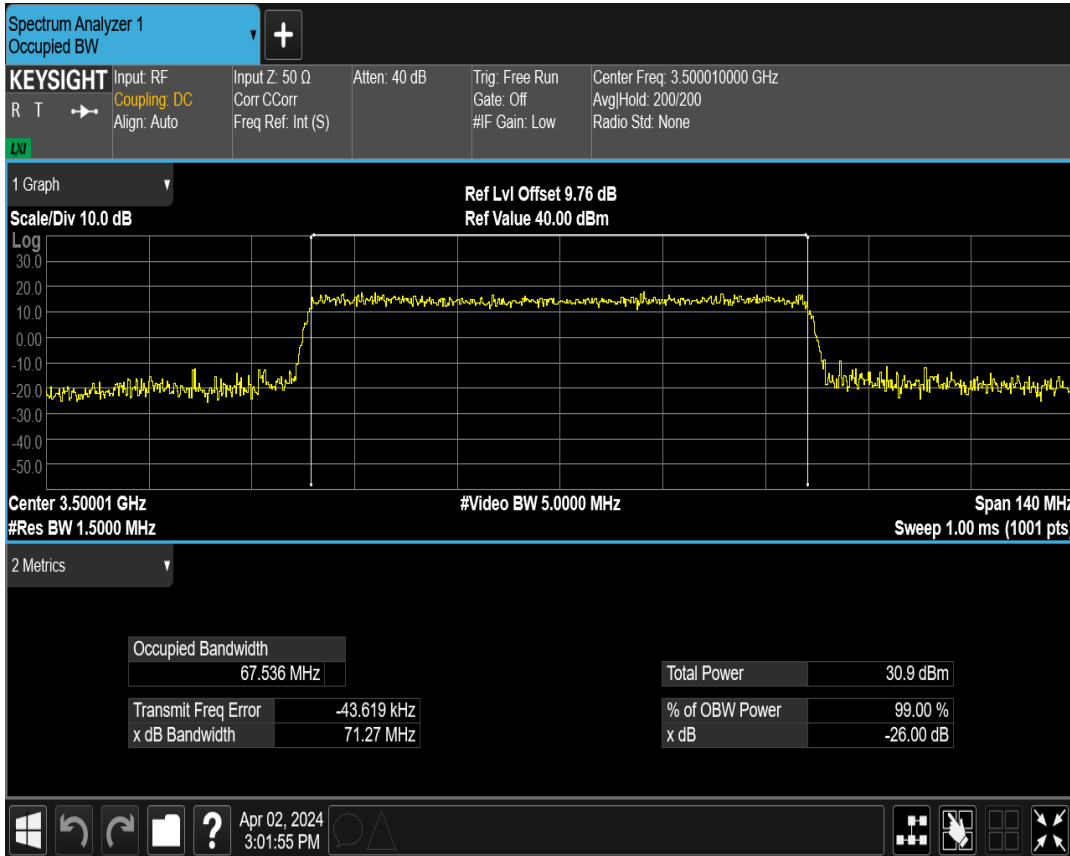 Spectrum Analyzer 1
Occupied BW
KEYSIGHT
R T
LXI
Input: RF
Coupling: DC
Align: Auto
Input Z: 50 Ω
Corr CCorr
Freq Ref: Int (S)
Atten: 40 dB
Trig: Free Run
Gate: Off
#IF Gain: Low
Center Freq: 3.500010000 GHz
Avg|Hold: 200/200
Radio Std: None
1 Graph
Scale/Div 10.0 dB
Ref Lvl Offset 9.76 dB
Ref Value 40.00 dBm
Log
30.0
20.0
10.0
0.00
-10.0
-20.0
-30.0
-40.0
-50.0
Center 3.50001 GHz
#Video BW 5.0000 MHz
Span 140 MHz
#Res BW 1.5000 MHz
Sweep 1.00 ms (1001 pts)
2 Metrics
Occupied Bandwidth
67.536 MHz
Transmit Freq Error -43.619 kHz
x dB Bandwidth 71.27 MHz
Total Power 30.9 dBm
% of OBW Power 99.00 %
x dB -26.00 dB
?
Apr 02, 2024
3:01:55 PM